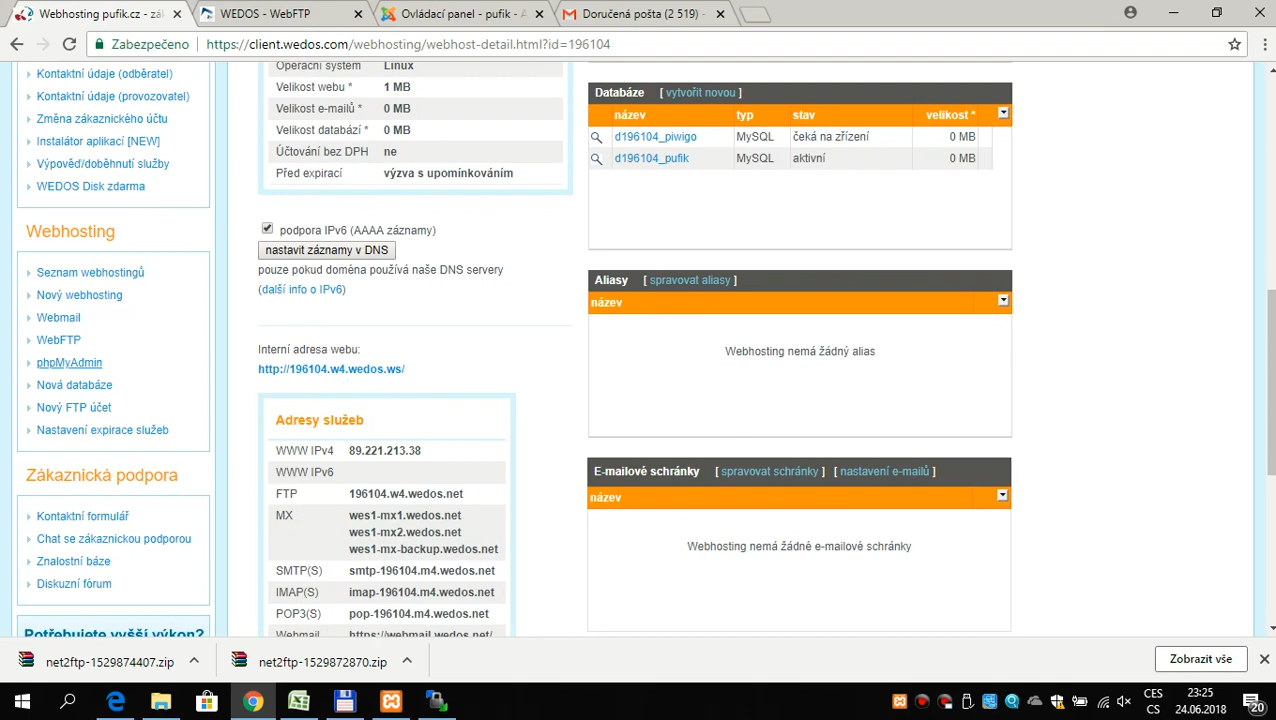 Webhosting pufik.cz - zák
WEDOS - WebFTP
Ovládací panel - pufik - A
Doručená pošta (2 519) -
Zabezpečeno
https://client.wedos.com/webhosting/webhost-detail.html?id=196104
Kontaktní údaje (odběratel)
Kontaktní údaje (provozovatel)
Změna zákaznického účtu
Instalátor aplikací [NEW]
Výpověď/doběhnutí služby
WEDOS Disk zdarma
Webhosting
Seznam webhostingů
Nový webhosting
Webmail
WebFTP
phpMyAdmin
Nová databáze
Nový FTP účet
Nastavení expirace služeb
Zákaznická podpora
Kontaktní formulář
Chat se zákaznickou podporou
Znalostní báze
Diskuzní fórum
Potřebujete vyšší výkon?
Operační systém Linux
Velikost webu * 1 MB
Velikost e-mailů * 0 MB
Velikost databází * 0 MB
Účtování bez DPH ne
Před expirací výzva s upomínkováním
podpora IPv6 (AAAA záznamy)
nastavit záznamy v DNS
pouze pokud doména používá naše DNS servery
(další info o IPv6)
Interní adresa webu:
http://196104.w4.wedos.ws/
Adresy služeb
WWW IPv4 89.221.213.38
WWW IPv6
FTP 196104.w4.wedos.net
MX wes1-mx1.wedos.net
wes1-mx2.wedos.net
wes1-mx-backup.wedos.net
SMTP(S) smtp-196104.m4.wedos.net
IMAP(S) imap-196104.m4.wedos.net
POP3(S) pop-196104.m4.wedos.net
Webmail https://webmail.wedos.net/
Databáze [ vytvořit novou ]
název typ stav velikost *
d196104_piwigo MySQL čeká na zřízení 0 MB
d196104_pufik MySQL aktivní 0 MB
Aliasy [ spravovat aliasy ]
název
Webhosting nemá žádný alias
E-mailové schránky [ spravovat schránky ] [ nastavení e-mailů ]
název
Webhosting nemá žádné e-mailové schránky
net2ftp-1529874407.zip
net2ftp-1529872870.zip
Zobrazit vše
CES
CS
23:25
24.06.2018
20